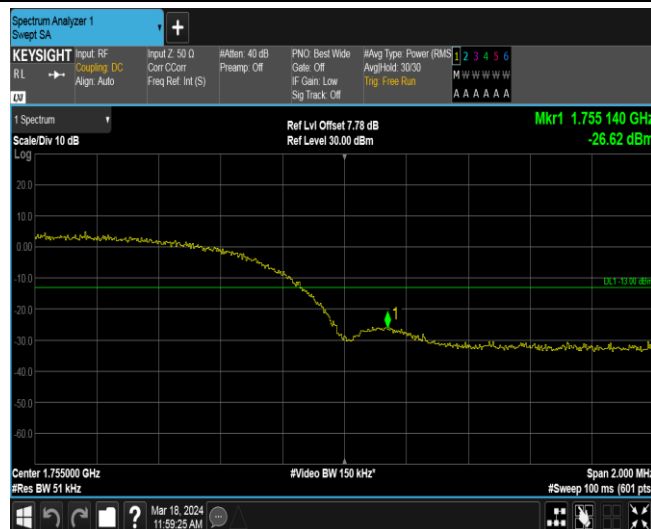 Spectrum Analyzer 1
Swept SA
+
KEYSIGHT
RL
LXI
Input: RF
Coupling: DC
Align: Auto
Input Z: 50 Ω
Corr CCorr
Freq Ref: Int (S)
#Atten: 40 dB
Preamp: Off
PNO: Best Wide
Gate: Off
IF Gain: Low
Sig Track: Off
#Avg Type: Power (RMS
Avg|Hold: 30/30
Trig: Free Run
1 2 3 4 5 6
M W W W W W
A A A A A A
1 Spectrum
Scale/Div 10 dB
Log
Ref Lvl Offset 7.78 dB
Ref Level 30.00 dBm
Mkr1 1.755 140 GHz
-26.62 dBm
20.0
10.0
0.00
-10.0
DL1 -13.00 dBm
-20.0
1
-30.0
-40.0
-50.0
-60.0
Center 1.755000 GHz
#Video BW 150 kHz*
Span 2.000 MHz
#Res BW 51 kHz
#Sweep 100 ms (601 pts
?
Mar 18, 2024
11:59:25 AM